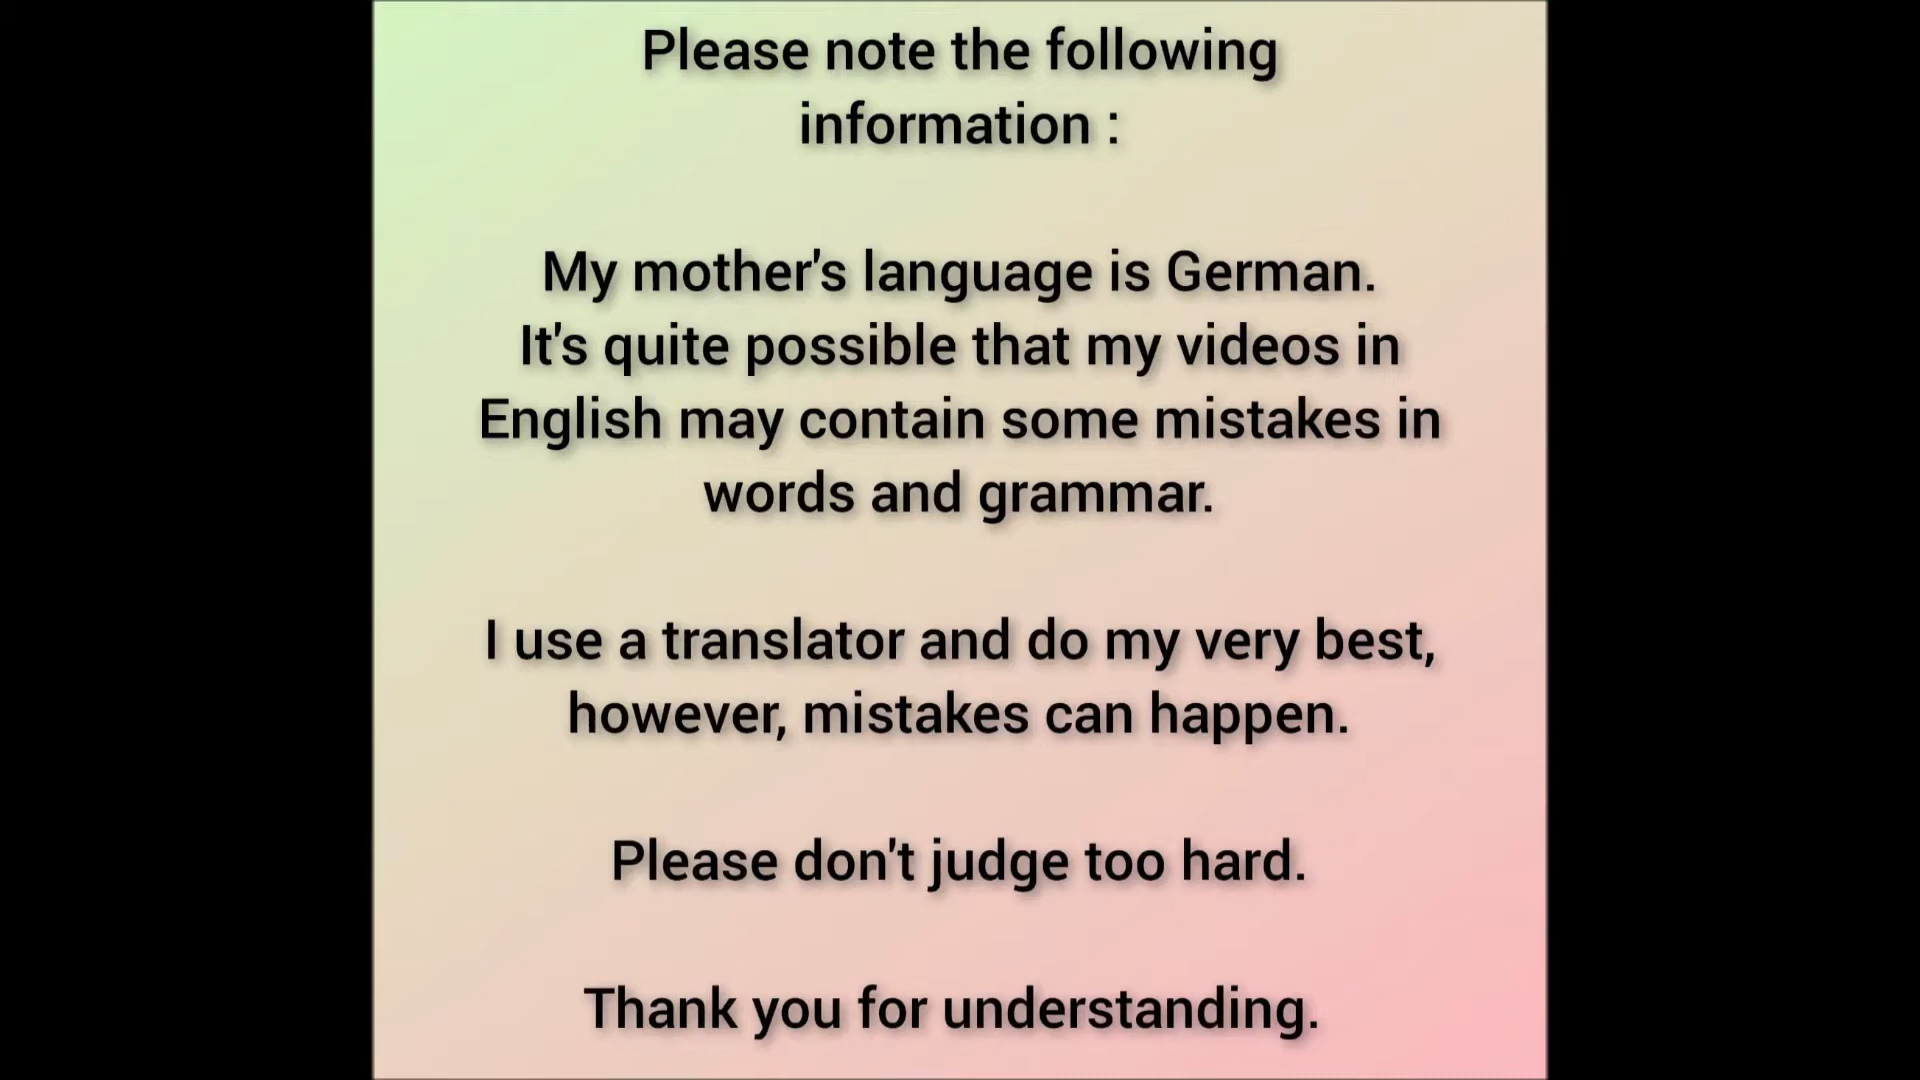 Please note the following
information :
My mother's language is German.
It's quite possible that my videos in
English may contain some mistakes in
words and grammar.
I use a translator and do my very best,
however, mistakes can happen.
Please don't judge too hard.
Thank you for understanding.